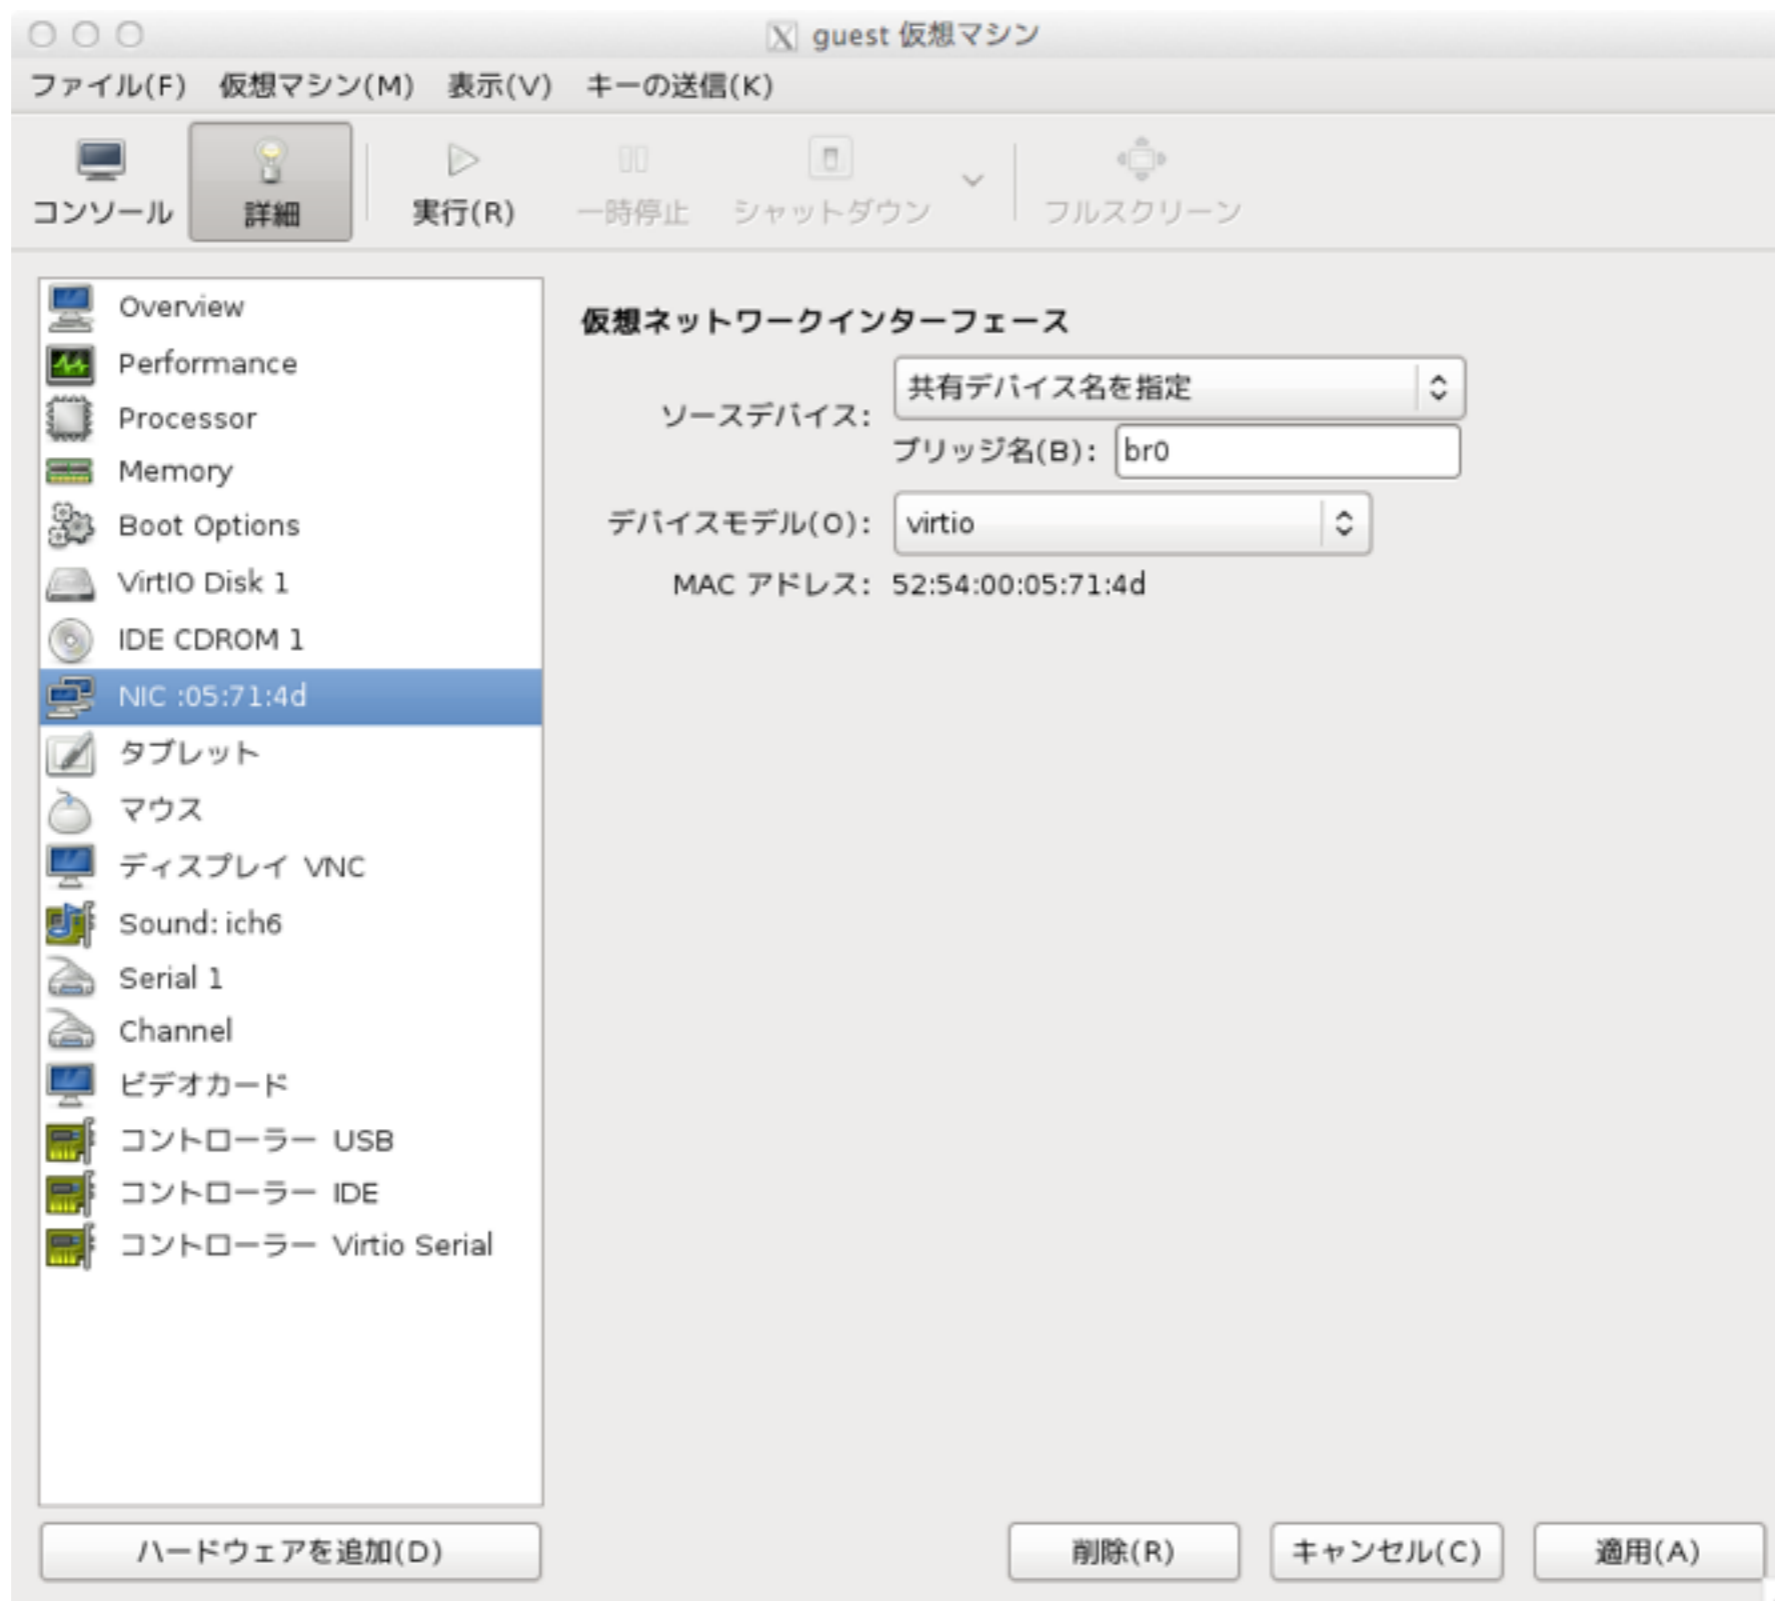 guest 仮想マシン
ファイル(F) 仮想マシン(M) 表示(V) キーの送信(K)
コンソール 詳細 実行(R) 一時停止 シャットダウン フルスクリーン
Overview
Performance
Processor
Memory
Boot Options
VirtIO Disk 1
IDE CDROM 1
NIC :05:71:4d
タブレット
マウス
ディスプレイ VNC
Sound: ich6
Serial 1
Channel
ビデオカード
コントローラー USB
コントローラー IDE
コントローラー Virtio Serial
ハードウェアを追加(D)
仮想ネットワークインターフェース
ソースデバイス: 共有デバイス名を指定
ブリッジ名(B): br0
デバイスモデル(O): virtio
MAC アドレス: 52:54:00:05:71:4d
削除(R) キャンセル(C) 適用(A)